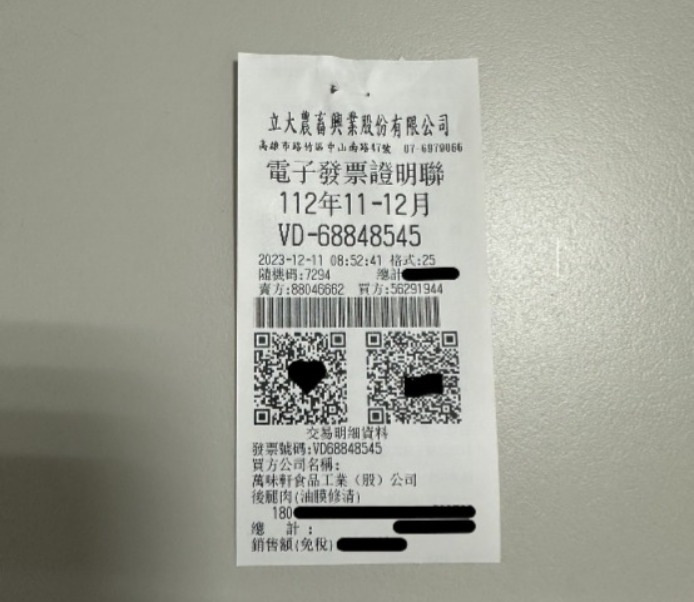 立大農畜興業股份有限公司
高雄市路竹區中山南路47號 07-6979066
電子發票證明聯
112年11-12月
VD-68848545
2023-12-11 08:52:41 格式:25
隨機碼:7294 總計
賣方:88046662 買方:56291944
交易明細資料
發票號碼:VD68848545
買方公司名稱:
萬味軒食品工業（股）公司
後腿肉(油膜修清)
180
總 計:
銷售額(免稅)